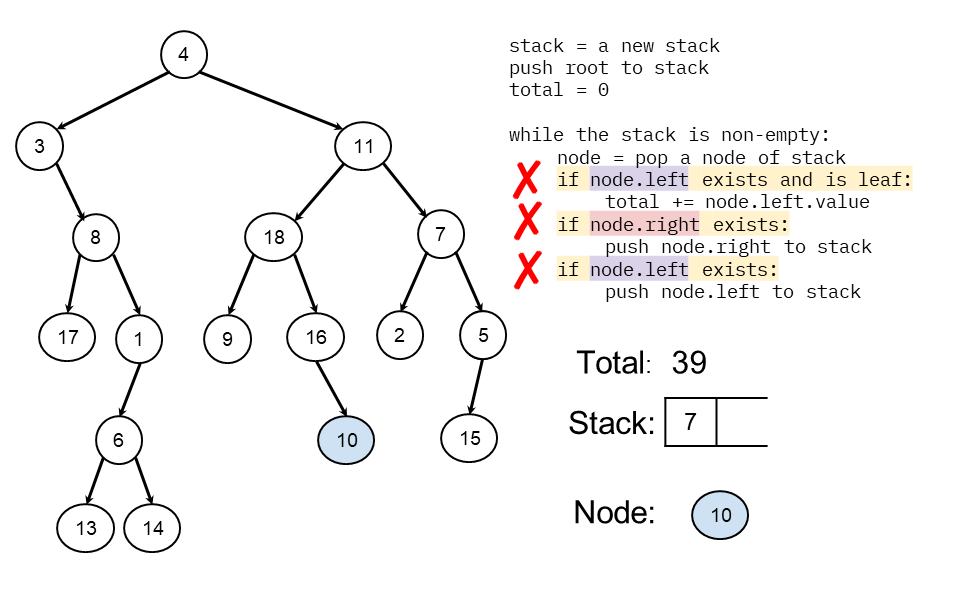 4
3
11
8
18
7
17
1
9
16
2
5
6
10
15
13
14
stack = a new stack
push root to stack
total = 0
while the stack is non-empty:
node = pop a node of stack
if node.left exists and is leaf:
total += node.left.value
if node.right exists:
push node.right to stack
if node.left exists:
push node.left to stack
Total: 39
Stack: 7
Node: 10